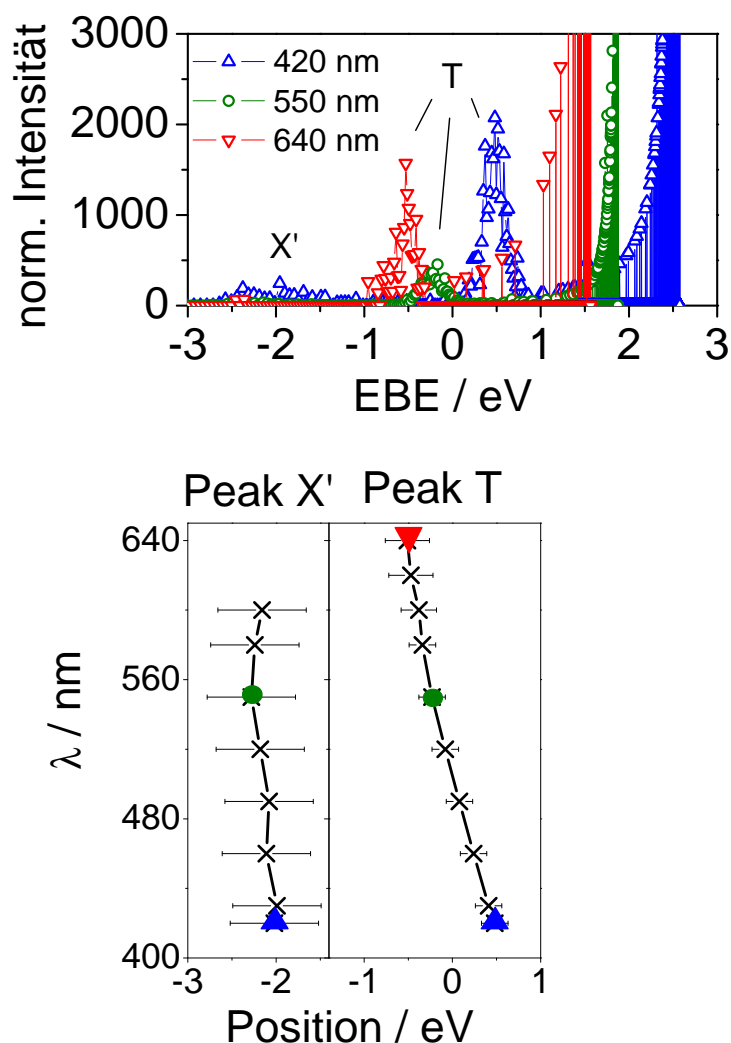 norm. Intensität
3000
2000
1000
0
420 nm
550 nm
640 nm
T
X'
-3 -2 -1 0 1 2 3
EBE / eV
Peak X' Peak T
λ / nm
640
560
480
400
-3 -2 -1 0 1
Position / eV